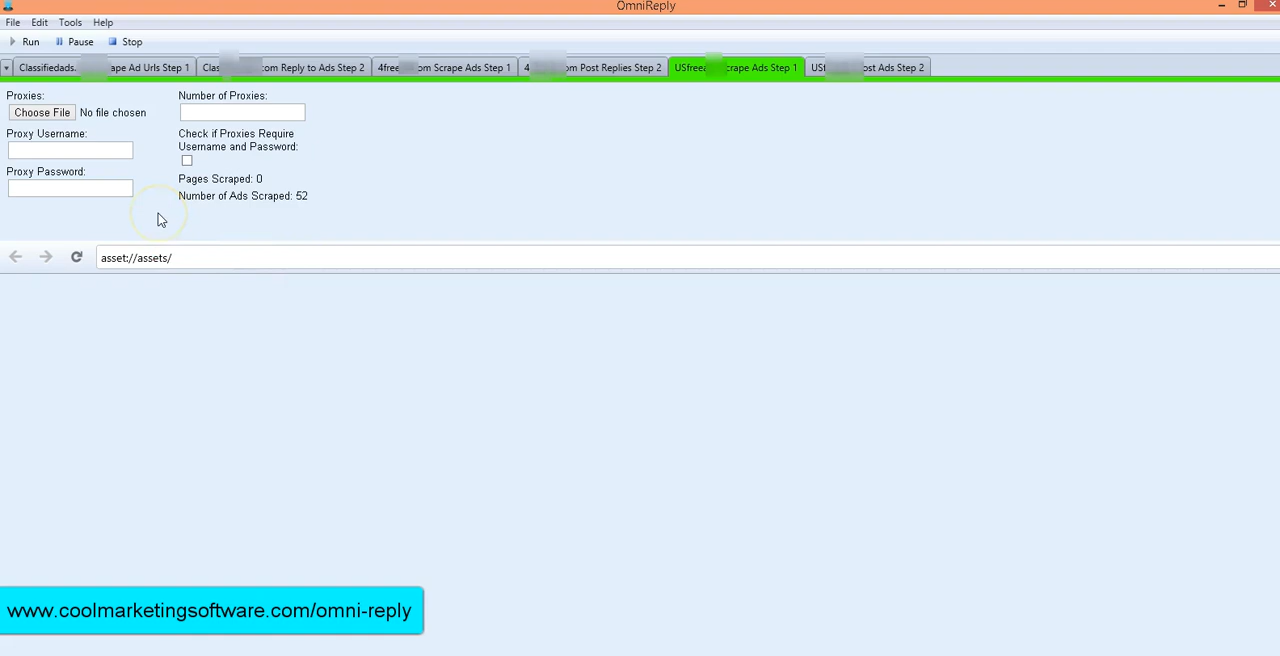 OmniReply
File Edit Tools Help
Run Pause Stop
Classifiedads. ape Ad Urls Step 1 Clas om Reply to Ads Step 2 4free om Scrape Ads Step 1 4 om Post Replies Step 2 USfreea crape Ads Step 1 USf ost Ads Step 2
Proxies: Number of Proxies:
Choose File No file chosen
Proxy Username: Check if Proxies Require
Username and Password:
Proxy Password:
Pages Scraped: 0
Number of Ads Scraped: 52
asset://assets/
www.coolmarketingsoftware.com/omni-reply